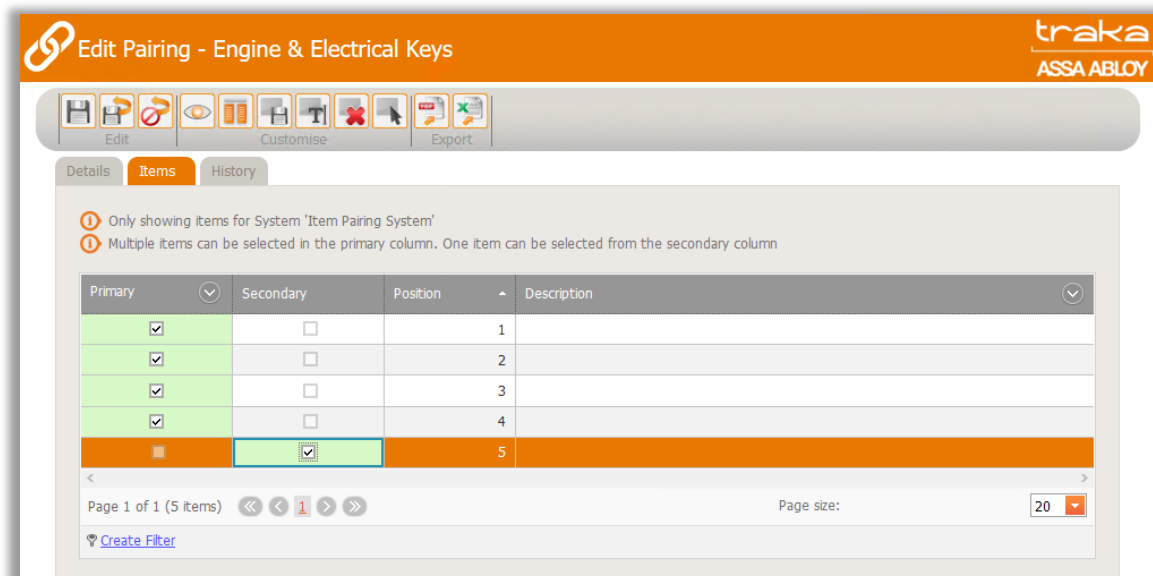 Edit Pairing - Engine & Electrical Keys
traka
ASSA ABLOY
Edit
Customise
Export
Details
Items
History
Only showing items for System 'Item Pairing System'
Multiple items can be selected in the primary column. One item can be selected from the secondary column
Primary Secondary Position Description
1
2
3
4
5
Page 1 of 1 (5 items) 1 Page size: 20
Create Filter